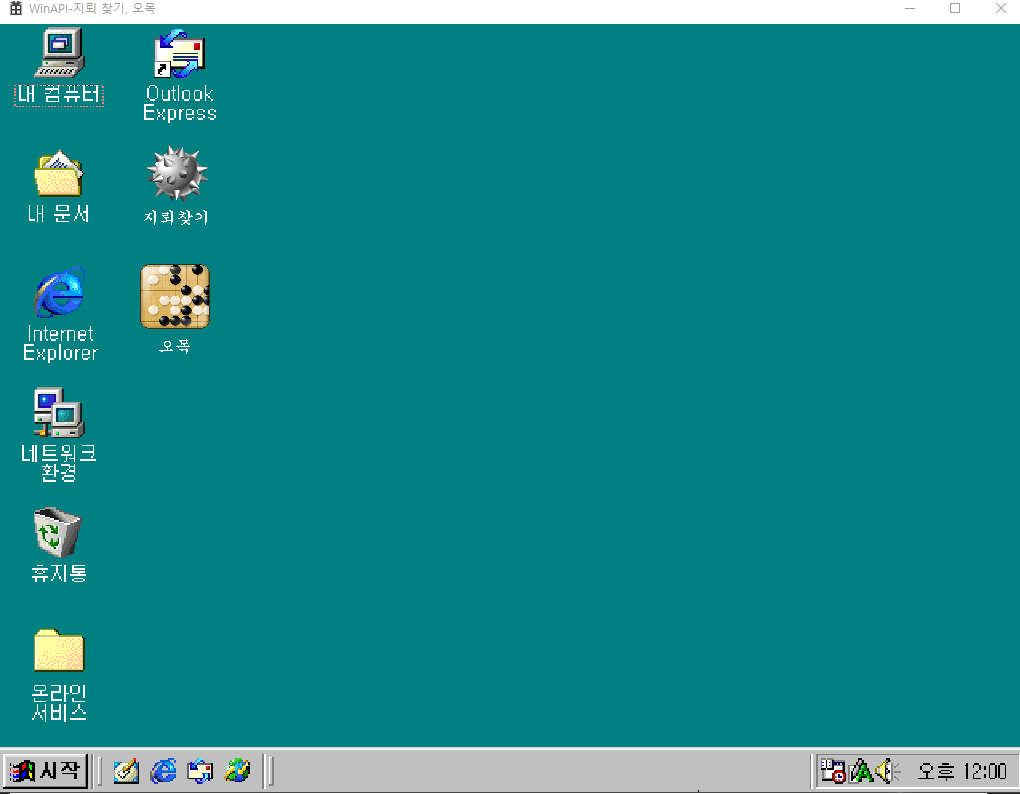 WinAPI-지뢰 찾기, 오목
내 컴퓨터
Outlook
Express
내 문서
지뢰찾기
Internet
Explorer
오목
네트워크
환경
휴지통
온라인
서비스
시작
오후 12:00